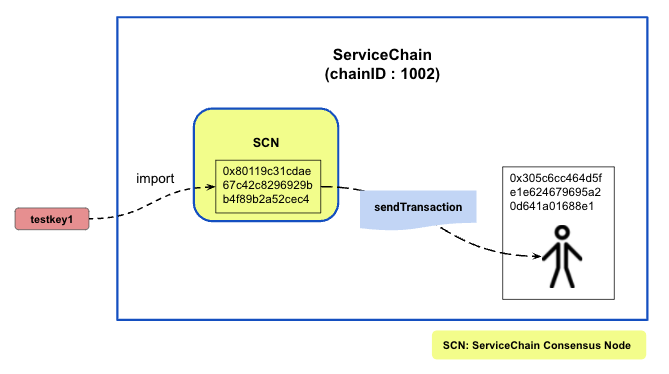 ServiceChain
(chainID : 1002)
SCN
0x80119c31cdae
67c42c8296929b
b4f89b2a52cec4
import
testkey1
sendTransaction
0x305c6cc464d5f
e1e624679695a2
0d641a01688e1
SCN: ServiceChain Consensus Node